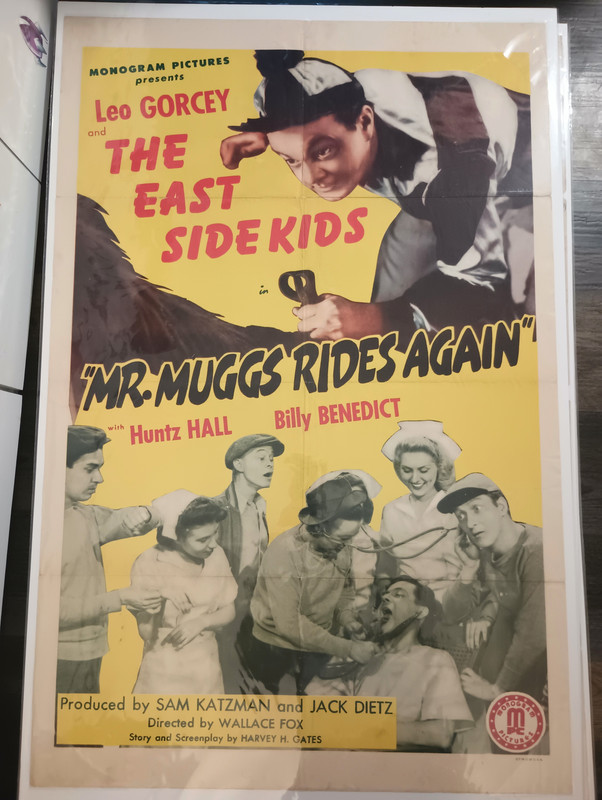 MONOGRAM PICTURES
presents
Leo GORCEY
and
THE
EAST
SIDE KIDS
in
"MR. MUGGS RIDES AGAIN"
with Huntz HALL Billy BENEDICT
Produced by SAM KATZMAN and JACK DIETZ
Directed by WALLACE FOX
Story and Screenplay by HARVEY H. GATES
MONOGRAM
PICTURES